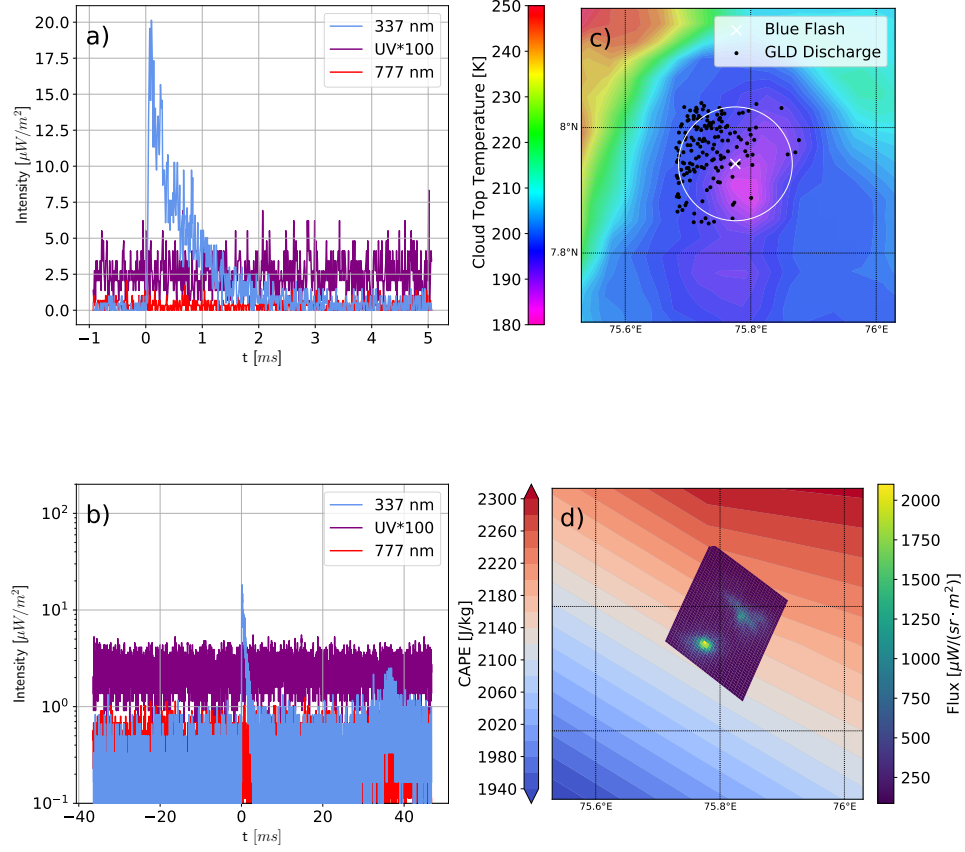 a)
337 nm
UV*100
777 nm
20.0
17.5
15.0
12.5
10.0
7.5
5.0
2.5
0.0
Intensity [μW/m²]
−1
0
1
2
3
4
5
t [ms]
250
240
230
220
210
200
190
180
Cloud Top Temperature [K]
c)
Blue Flash
GLD Discharge
8°N
7.8°N
75.6°E
75.8°E
76°E
b)
337 nm
UV*100
777 nm
10²
10¹
10⁰
10⁻¹
Intensity [μW/m²]
−40
−20
0
20
40
t [ms]
2300
2260
2220
2180
2140
2100
2060
2020
1980
1940
CAPE [J/kg]
d)
75.6°E
75.8°E
76°E
2000
1750
1500
1250
1000
750
500
250
Flux [μW/(sr · m²)]